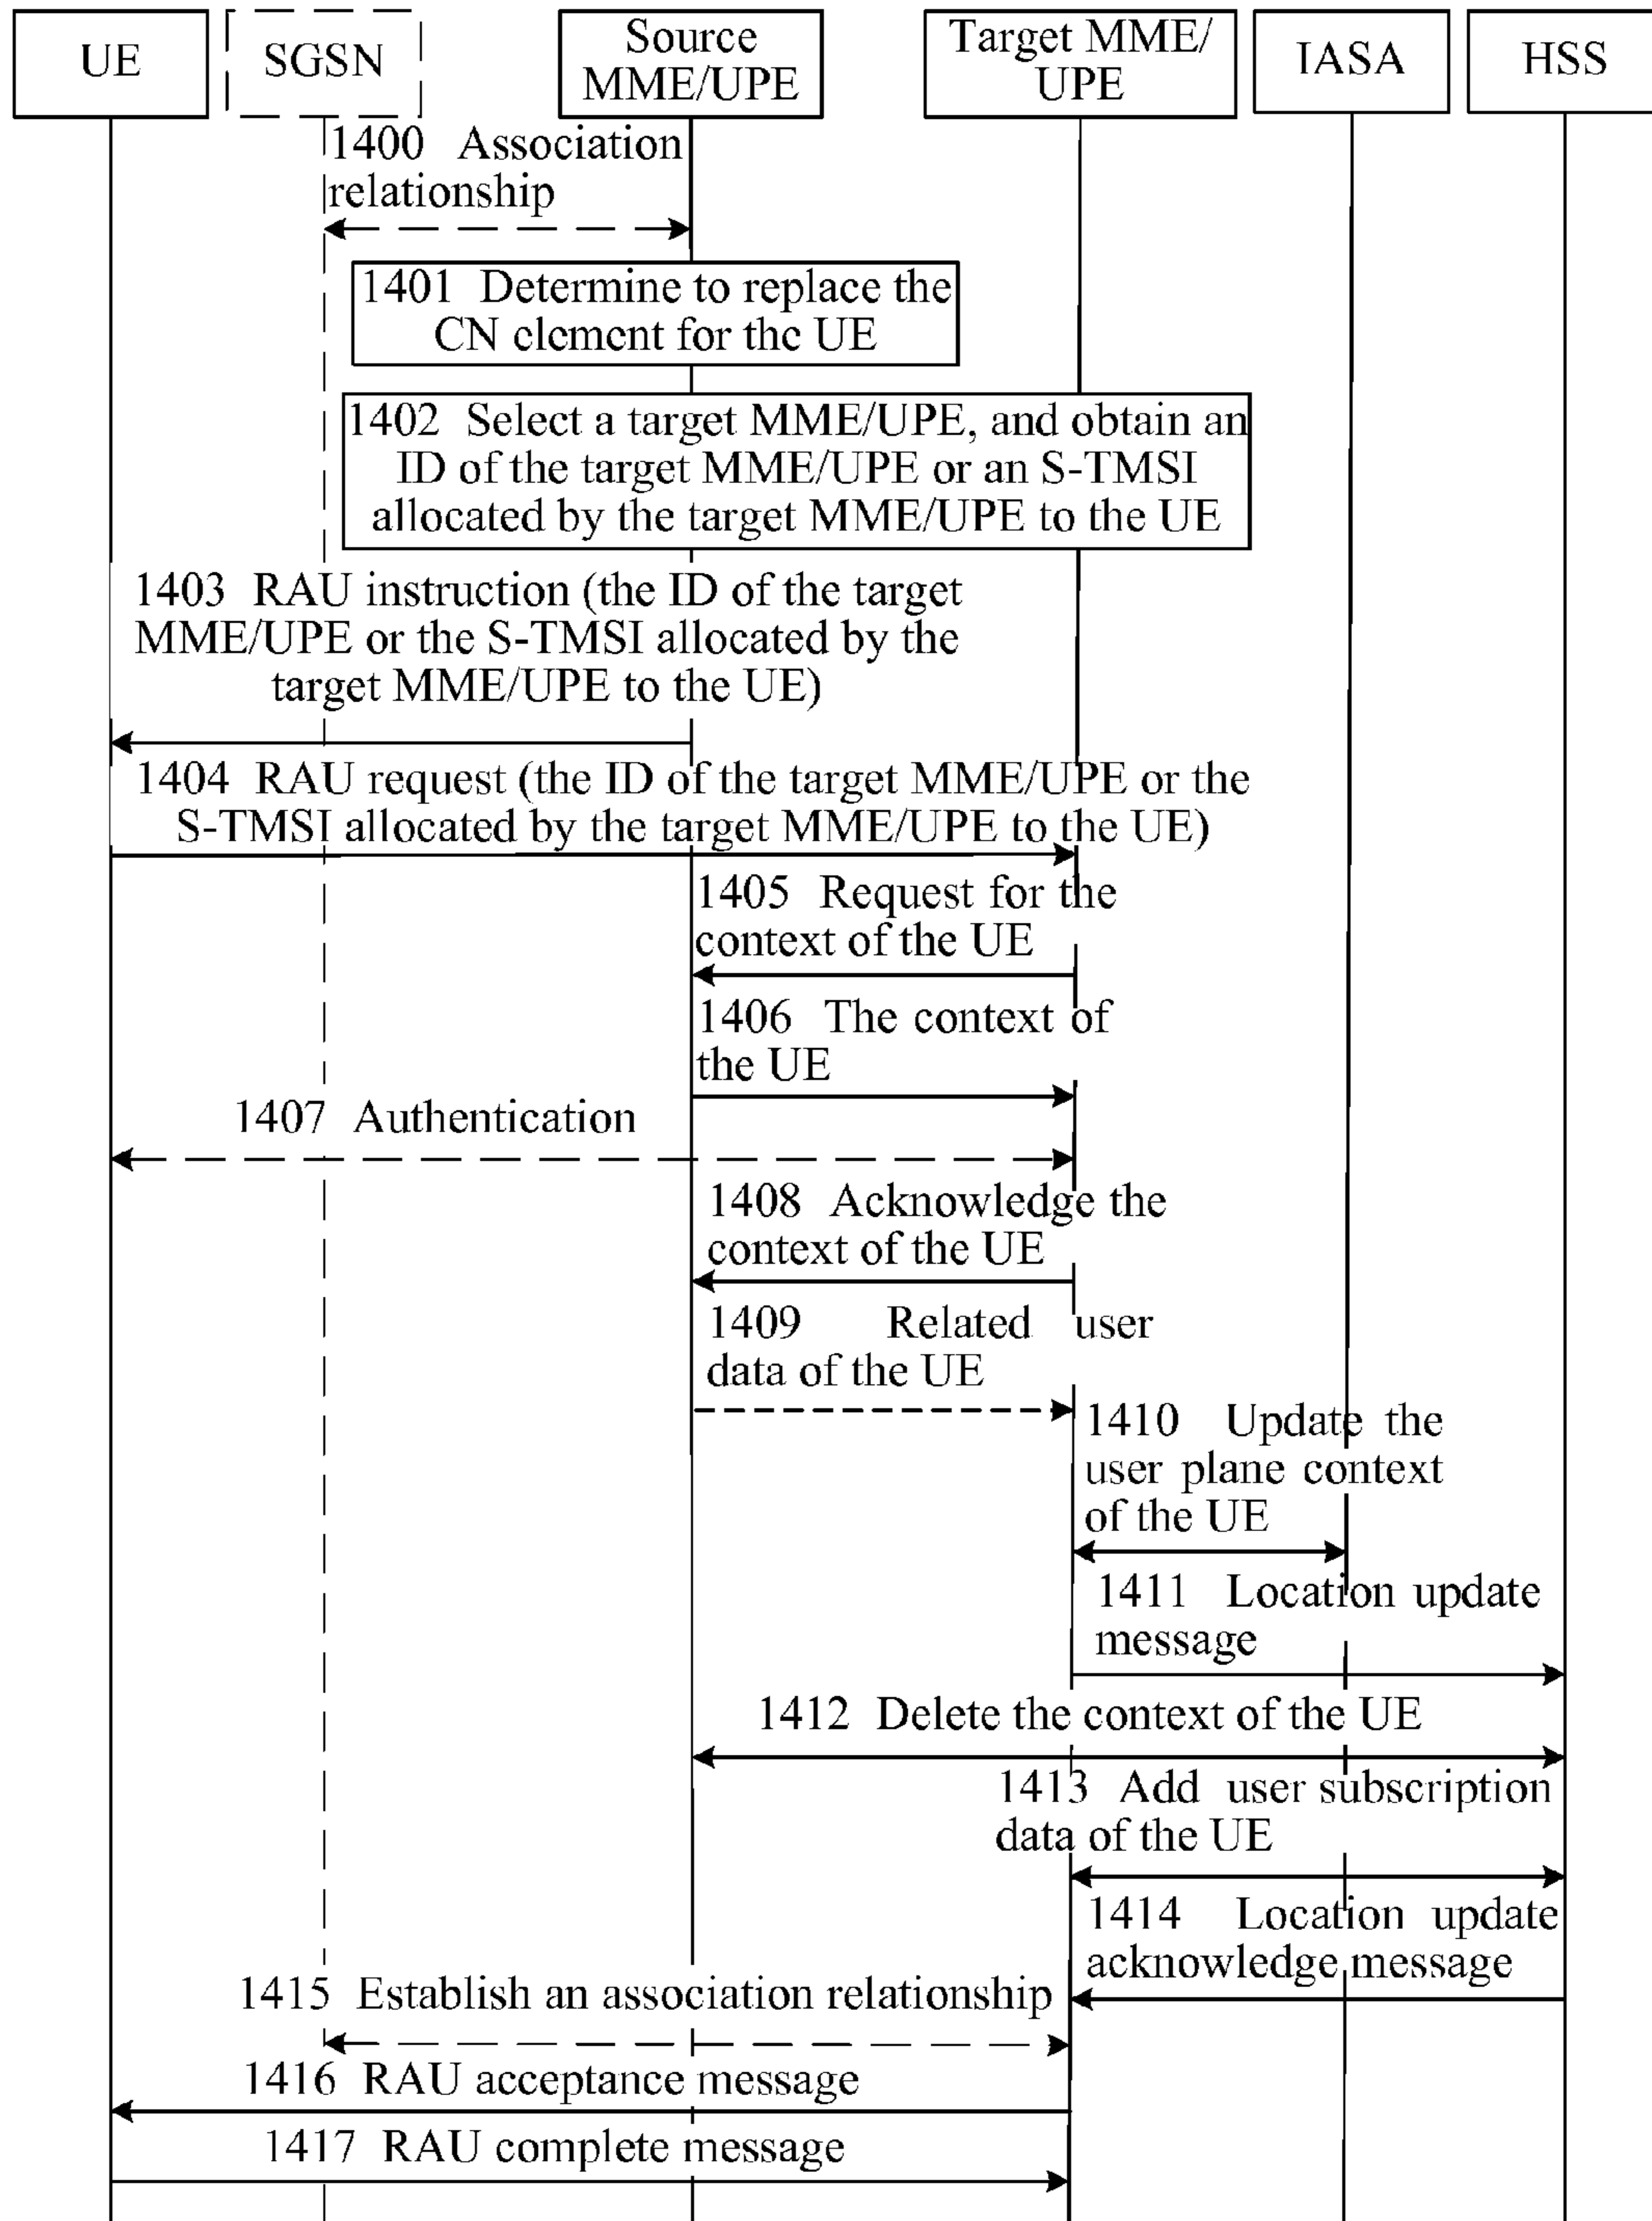 UE
SGSN
Source
MME/UPE
Target MME/
UPE
IASA
HSS
1400 Association
relationship
1401 Determine to replace the
CN element for the UE
1402 Select a target MME/UPE, and obtain an
ID of the target MME/UPE or an S-TMSI
allocated by the target MME/UPE to the UE
1403 RAU instruction (the ID of the target
MME/UPE or the S-TMSI allocated by the
target MME/UPE to the UE)
1404 RAU request (the ID of the target MME/UPE or the
S-TMSI allocated by the target MME/UPE to the UE)
1405 Request for the
context of the UE
1406 The context of
the UE
1407 Authentication
1408 Acknowledge the
context of the UE
1409 Related user
data of the UE
1410 Update the
user plane context
of the UE
1411 Location update
message
1412 Delete the context of the UE
1413 Add user subscription
data of the UE
1414 Location update
acknowledge message
1415 Establish an association relationship
1416 RAU acceptance message
1417 RAU complete message